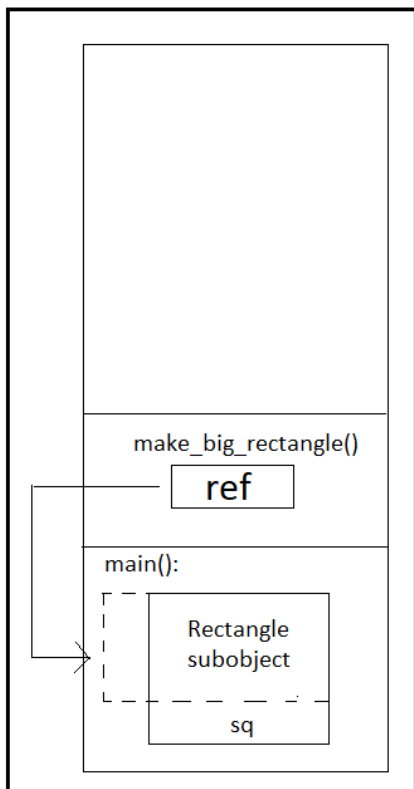 make_big_rectangle()
ref
main():
Rectangle
subobject
sq